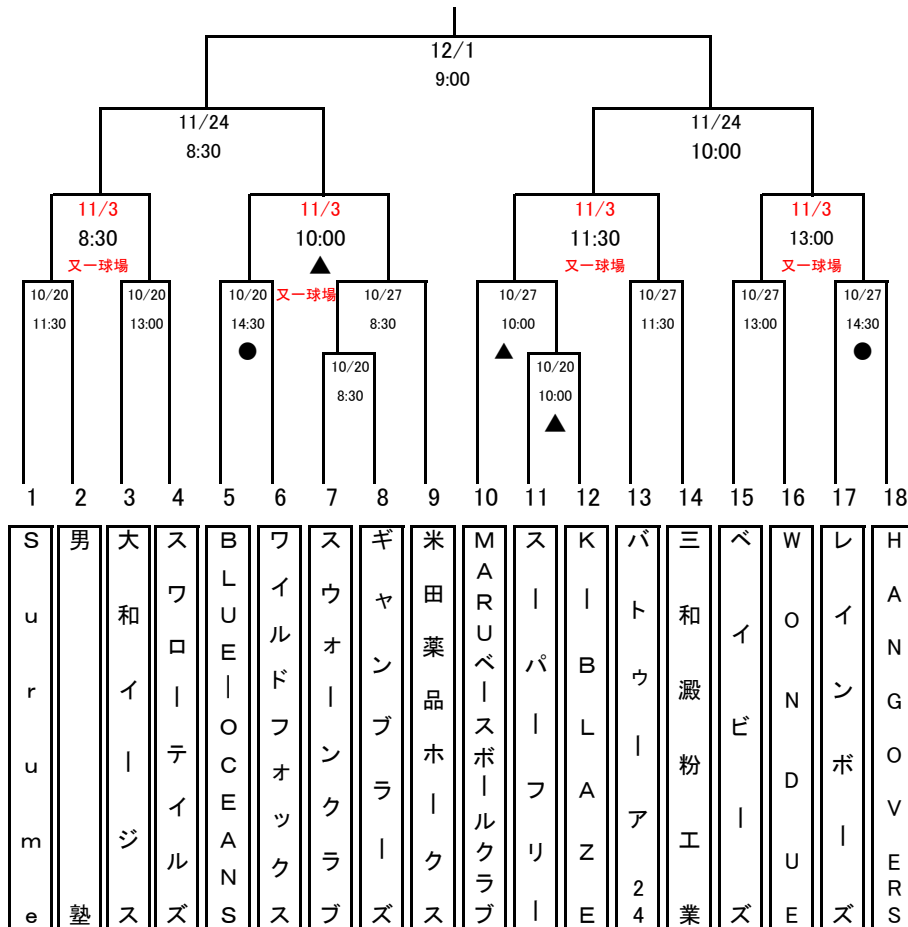 12/1
9:00
11/24
11/24
8:30
10:00
11/3
11/3
11/3
11/3
8:30
10:00
11:30
13:00
又一球場
▲
又一球場
又一球場
10/20
10/20
10/20
又一球場
10/27
10/27
10/27
10/27
10/27
11:30
13:00
14:30
8:30
10:00
11:30
13:00
14:30
●
▲
●
10/20
10/20
8:30
10:00
▲
1 2 3 4 5 6 7 8 9 10 11 12 13 14 15 16 17 18
Surume
男塾
大和イージス
スワローテイルズ
BLUE―OCEANS
ワイルドフォックス
スウォーンクラブ
ギャンブラーズ
米田薬品ホークス
MARUベースボールクラブ
スーパーフリー
K―BLAZE
バトゥーア24
三和澱粉工業
ベイビーズ
WONDUE
レインボーズ
HANGOVERS